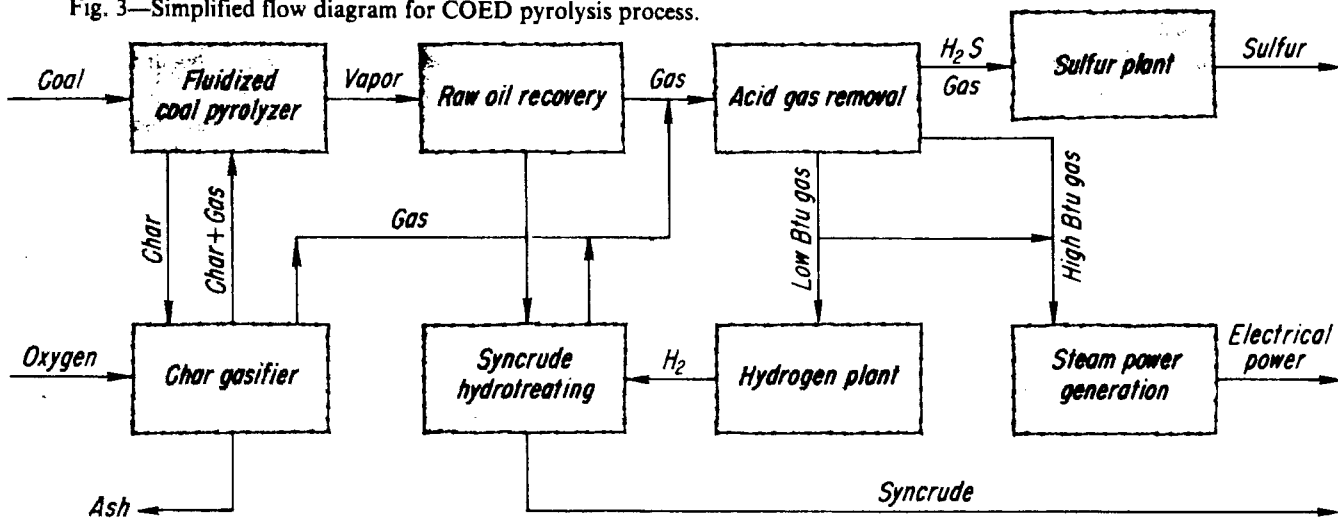 Fig. 3—Simplified flow diagram for COED pyrolysis process.
Coal
Fluidized
coal pyrolyzer
Vapor
Raw oil recovery
Gas
Acid gas removal
H₂S
Gas
Sulfur plant
Sulfur
Char
Char + Gas
Gas
Low Btu gas
High Btu gas
Oxygen
Char gasifier
Syncrude
hydrotreating
H₂
Hydrogen plant
Steam power
generation
Electrical
power
Ash
Syncrude